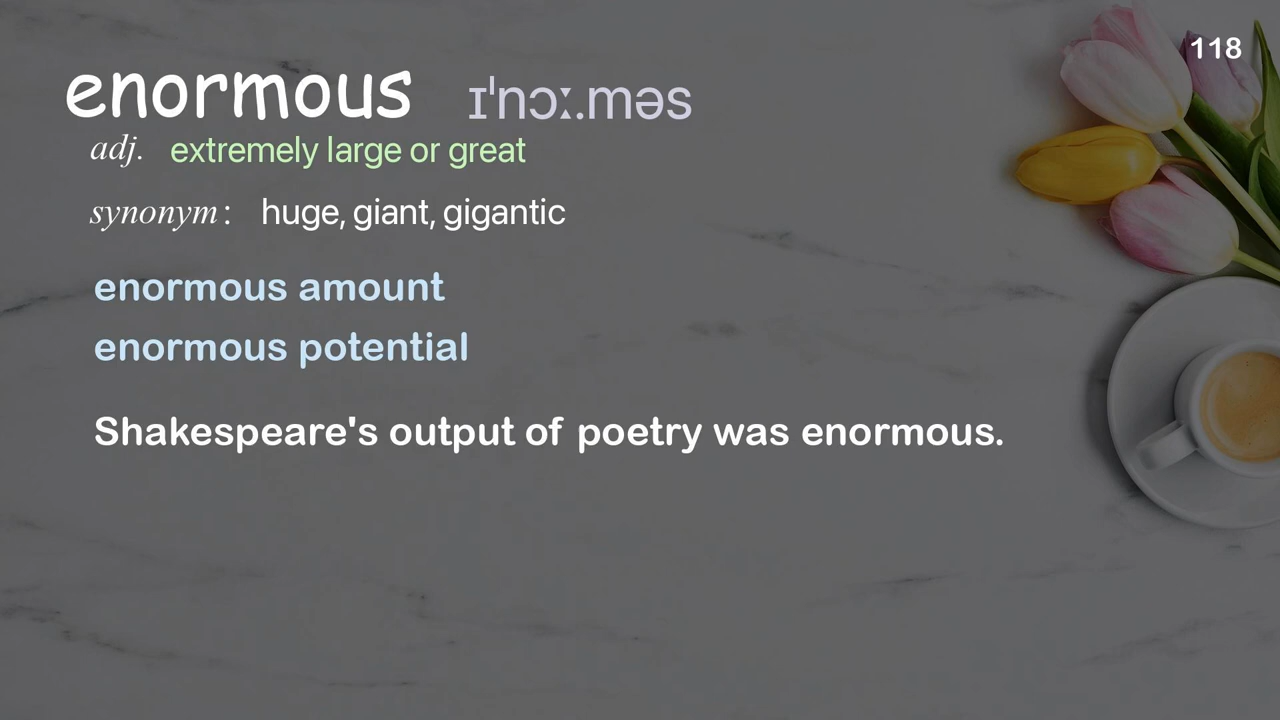 118
enormous ɪˈnɔː.məs
adj. extremely large or great
synonym: huge, giant, gigantic
enormous amount
enormous potential
Shakespeare's output of poetry was enormous.